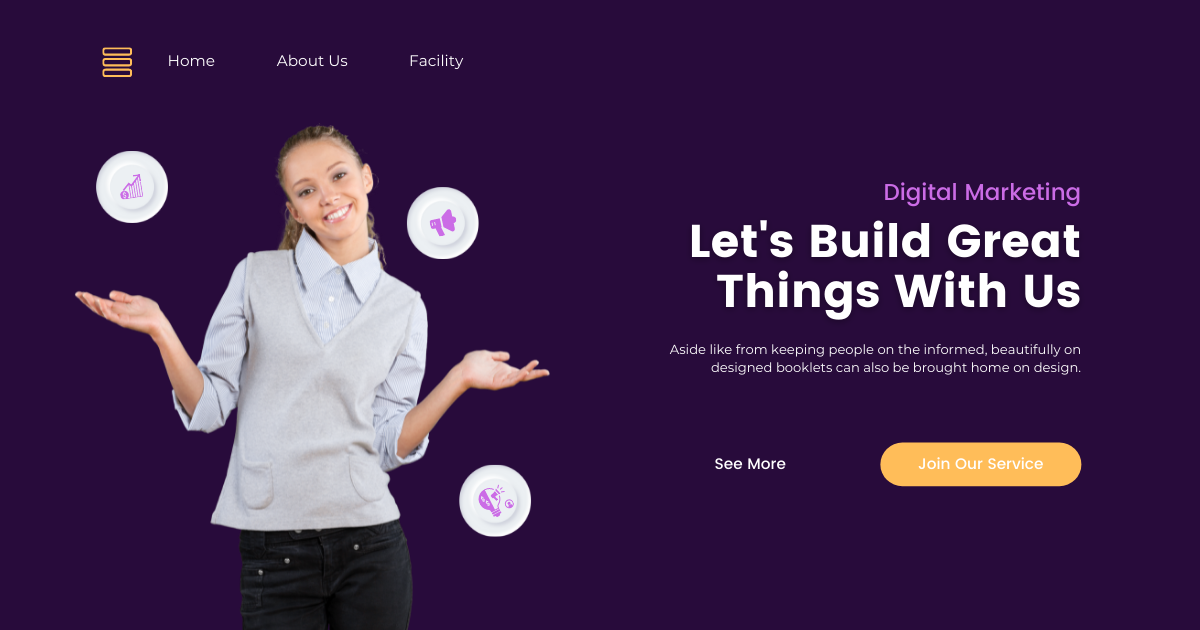 Home
About Us
Facility
Digital Marketing
Let's Build Great
Things With Us
Aside like from keeping people on the informed, beautifully on
designed booklets can also be brought home on design.
See More
Join Our Service